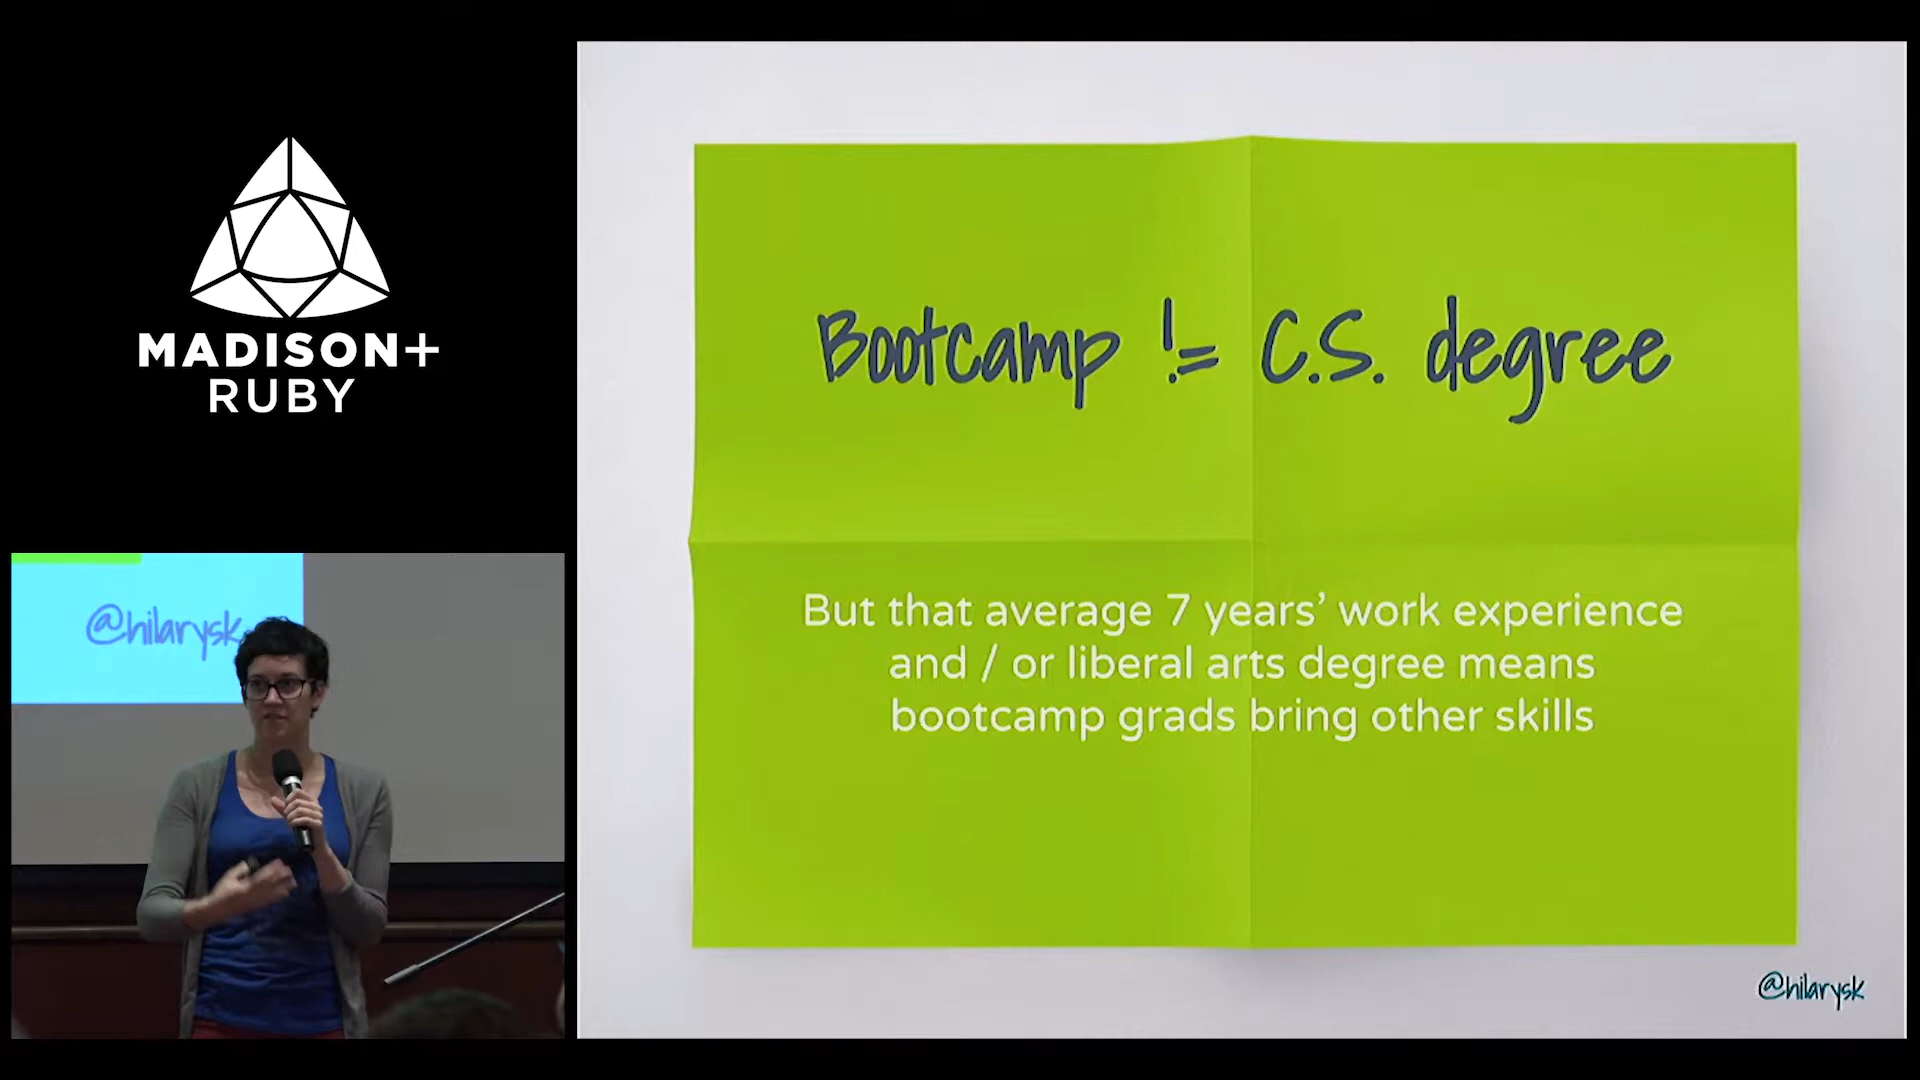 MADISON+
RUBY
Bootcamp != C.S. degree
But that average 7 years’ work experience
and / or liberal arts degree means
bootcamp grads bring other skills
@hilarysk
@hilarysk